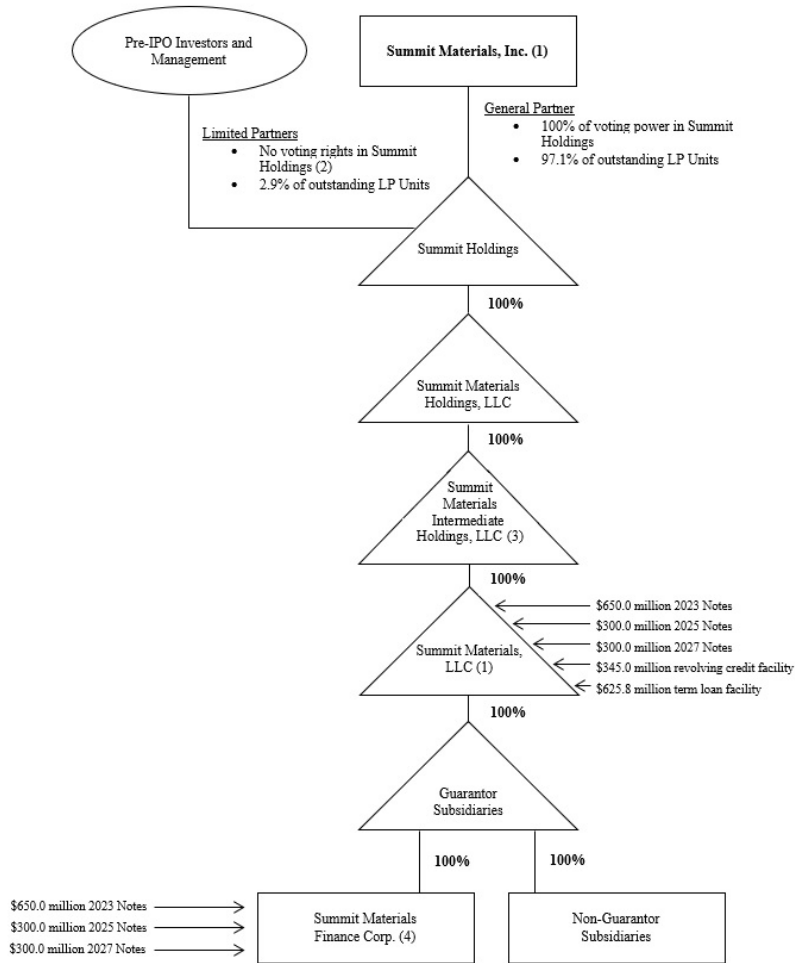 Pre-IPO Investors and
Management
Summit Materials, Inc. (1)
Limited Partners
• No voting rights in Summit
Holdings (2)
• 2.9% of outstanding LP Units
General Partner
• 100% of voting power in Summit
Holdings
• 97.1% of outstanding LP Units
Summit Holdings
100%
Summit Materials
Holdings, LLC
100%
Summit
Materials
Intermediate
Holdings, LLC (3)
100%
Summit Materials,
LLC (1)
$650.0 million 2023 Notes
$300.0 million 2025 Notes
$300.0 million 2027 Notes
$345.0 million revolving credit facility
$625.8 million term loan facility
100%
Guarantor
Subsidiaries
100%
100%
$650.0 million 2023 Notes
$300.0 million 2025 Notes
$300.0 million 2027 Notes
Summit Materials
Finance Corp. (4)
Non-Guarantor
Subsidiaries